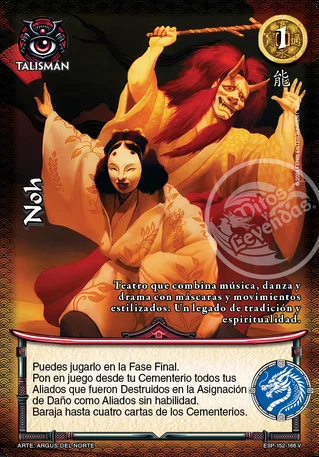 TALISMÁN
1
能
Noh
Mitos y
Leyendas.
Teatro que combina música, danza y
drama con máscaras y movimientos
estilizados. Un legado de tradición y
espiritualidad.
Puedes jugarlo en la Fase Final.
Pon en juego desde tu Cementerio todos tus
Aliados que fueron Destruidos en la Asignación
de Daño como Aliados sin habilidad.
Baraja hasta cuatro cartas de los Cementerios.
ARTE: ARGUS DEL NORTE
ESP-152-166 V